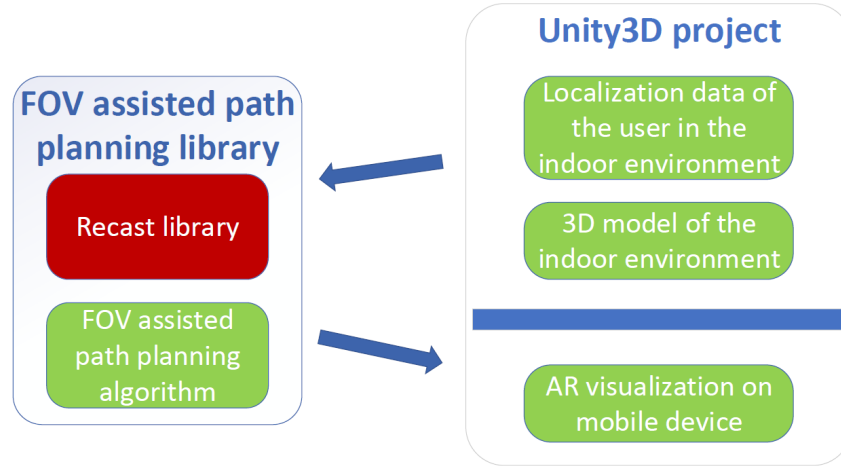 FOV assisted path
planning library
Recast library
FOV assisted
path planning
algorithm
Unity3D project
Localization data of
the user in the
indoor environment
3D model of the
indoor environment
AR visualization on
mobile device